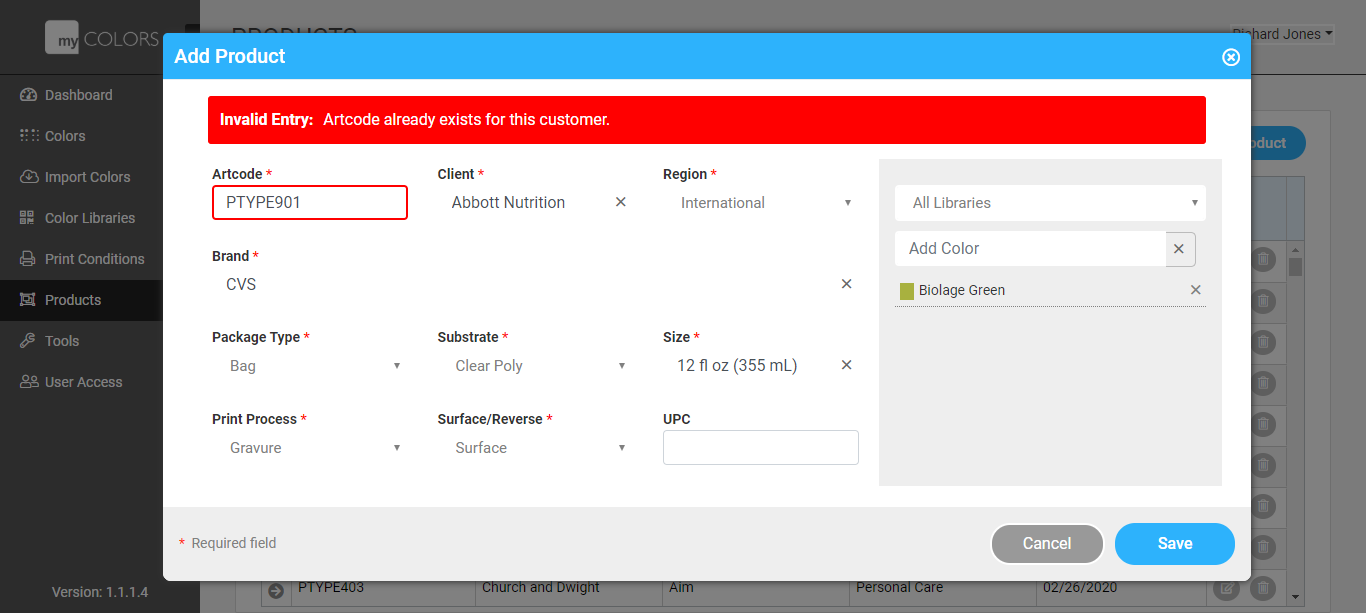 my COLORS
PRODUCTS
Richard Jones
Dashboard
Colors
Import Colors
Color Libraries
Print Conditions
Products
Tools
User Access
Version: 1.1.1.4
Add Product
Invalid Entry: Artcode already exists for this customer.
Artcode * Client * Region *
PTYPE901 Abbott Nutrition International
Brand *
CVS
Package Type * Substrate * Size *
Bag Clear Poly 12 fl oz (355 mL)
Print Process * Surface/Reverse * UPC
Gravure Surface
All Libraries
Add Color
Biolage Green
* Required field
Cancel Save
PTYPE403 Church and Dwight Aim Personal Care 02/26/2020